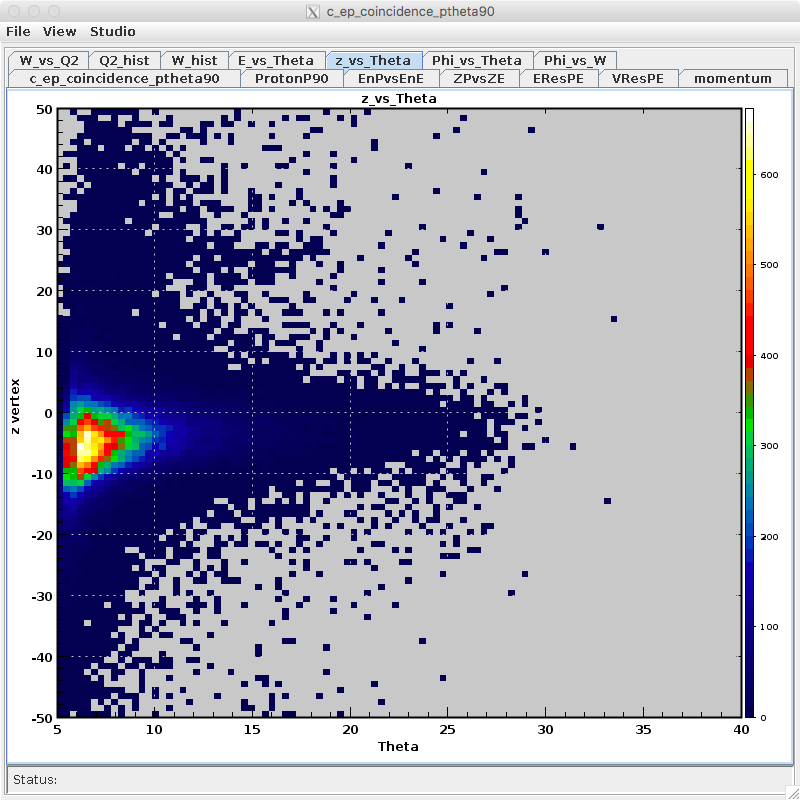 c_ep_coincidence_ptheta90
File View Studio
W_vs_Q2 Q2_hist W_hist E_vs_Theta z_vs_Theta Phi_vs_Theta Phi_vs_W
c_ep_coincidence_ptheta90 ProtonP90 EnPvsEnE ZPvsZE EResPE VResPE momentum
z_vs_Theta
50
40
30
20
10
0
-10
-20
-30
-40
-50
z vertex
5 10 15 20 25 30 35 40
Theta
600
500
400
300
200
100
0
Status: